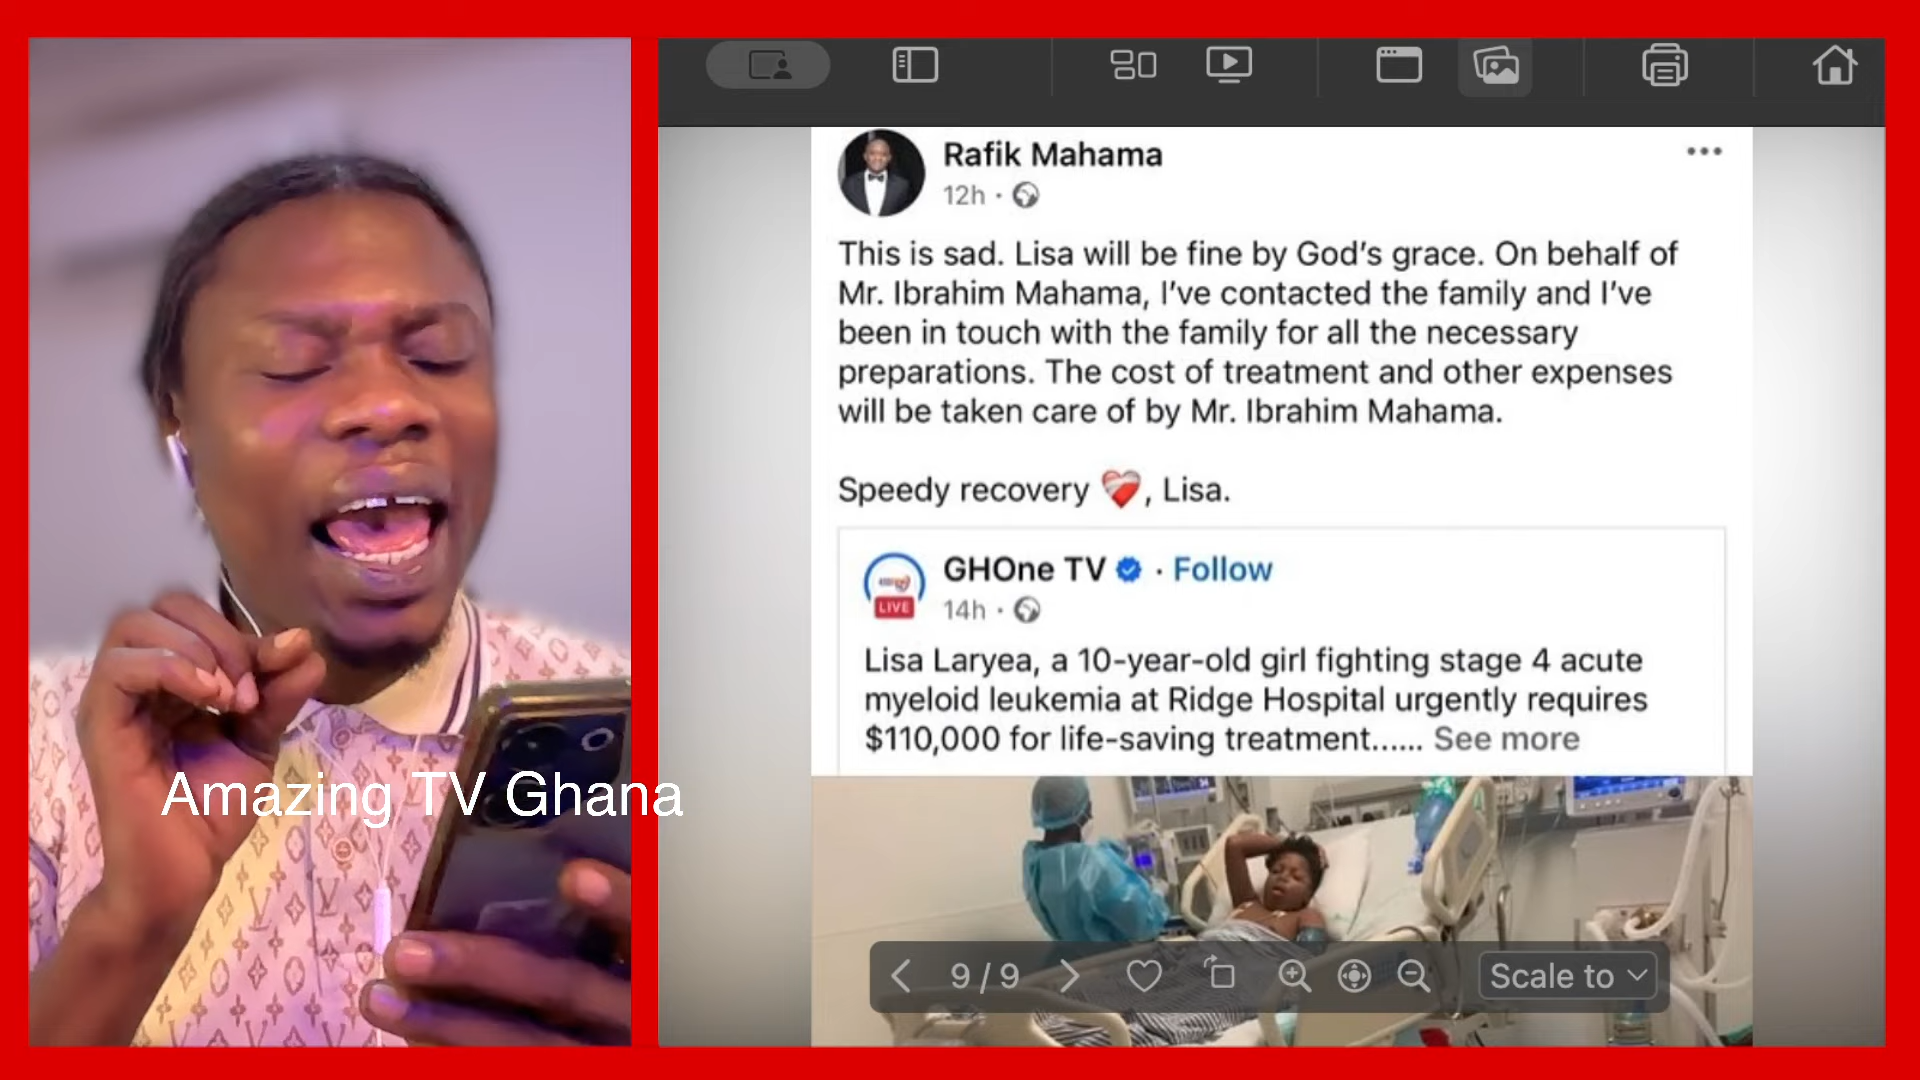 Rafik Mahama
12h ·
This is sad. Lisa will be fine by God’s grace. On behalf of
Mr. Ibrahim Mahama, I’ve contacted the family and I’ve
been in touch with the family for all the necessary
preparations. The cost of treatment and other expenses
will be taken care of by Mr. Ibrahim Mahama.
Speedy recovery ❤️‍🩹, Lisa.
GHOne TV · Follow
LIVE
14h ·
Lisa Laryea, a 10-year-old girl fighting stage 4 acute
myeloid leukemia at Ridge Hospital urgently requires
$110,000 for life-saving treatment...... See more
Amazing TV Ghana
9/9
Scale to